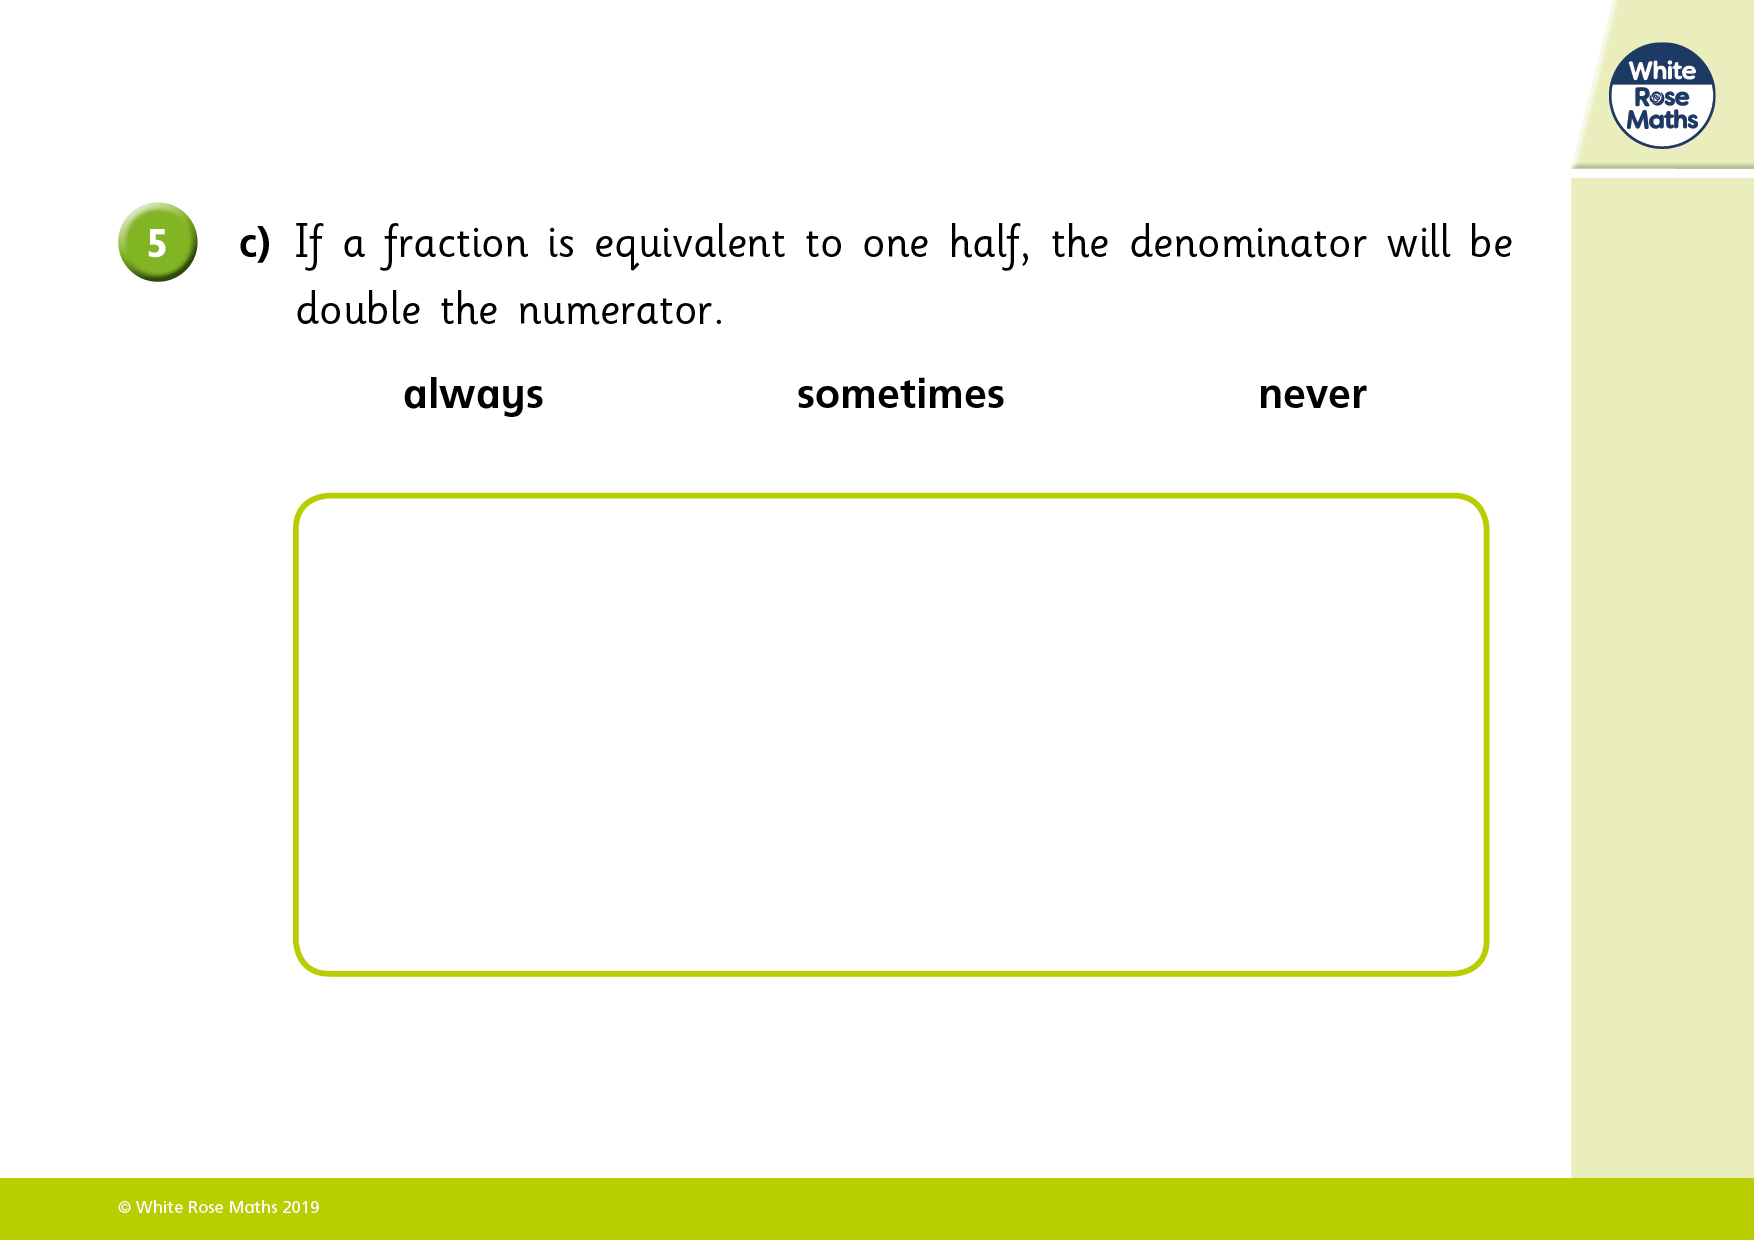 White
Rose
Maths
5 c) If a fraction is equivalent to one half, the denominator will be
double the numerator.
always sometimes never
© White Rose Maths 2019